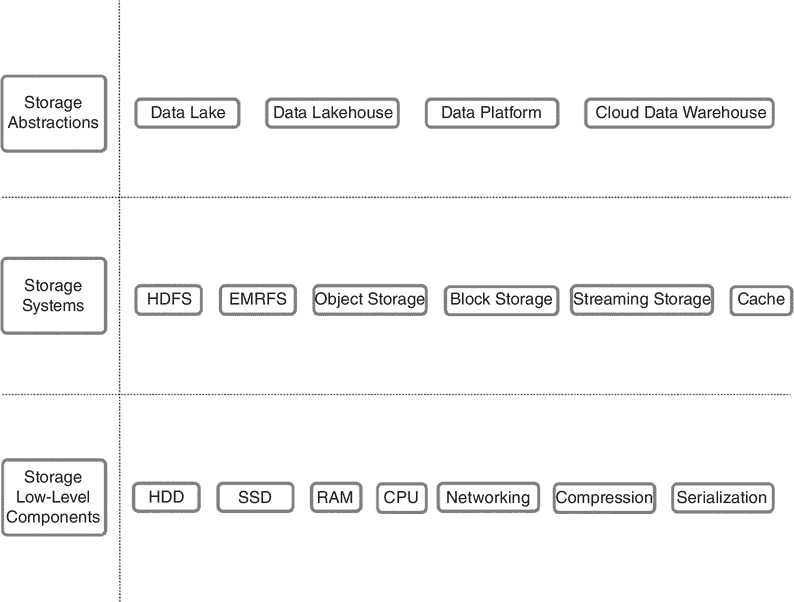 Storage
Abstractions
Data Lake
Data Lakehouse
Data Platform
Cloud Data Warehouse
Storage
Systems
HDFS
EMRFS
Object Storage
Block Storage
Streaming Storage
Cache
Storage
Low-Level
Components
HDD
SSD
RAM
CPU
Networking
Compression
Serialization